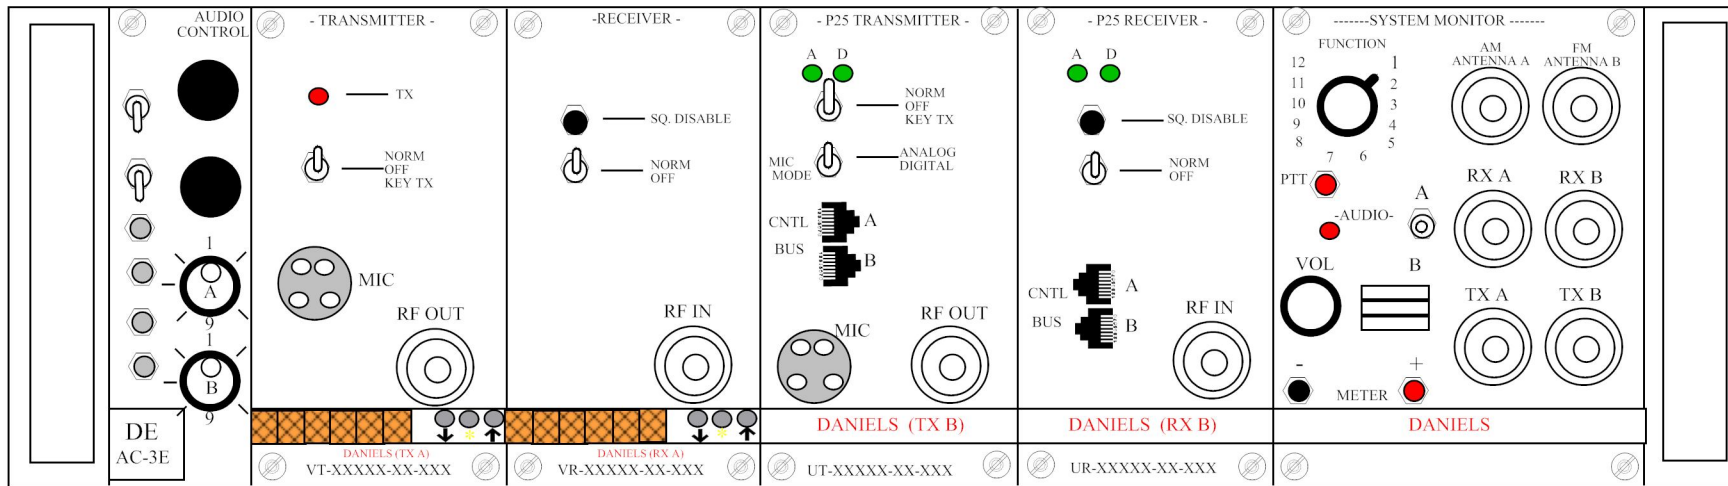 AUDIO
CONTROL
1
A
9
1
B
9
DE
AC-3E
- TRANSMITTER -
TX
NORM
OFF
KEY TX
MIC
RF OUT
DANIELS (TX A)
VT-XXXXX-XX-XXX
-RECEIVER-
SQ. DISABLE
NORM
OFF
RF IN
DANIELS (RX A)
VR-XXXXX-XX-XXX
- P25 TRANSMITTER -
A D
NORM
OFF
KEY TX
MIC
MODE
ANALOG
DIGITAL
CNTL
A
BUS
B
MIC
RF OUT
DANIELS (TX B)
UT-XXXXX-XX-XXX
- P25 RECEIVER -
A D
SQ. DISABLE
NORM
OFF
CNTL
A
BUS
B
RF IN
DANIELS (RX B)
UR-XXXXX-XX-XXX
------SYSTEM MONITOR ------
FUNCTION
12
11
10
9
8
7
6
5
4
3
2
1
AM
ANTENNA A
FM
ANTENNA B
PTT
-AUDIO-
A
B
VOL
RX A
RX B
TX A
TX B
-
METER
+
DANIELS